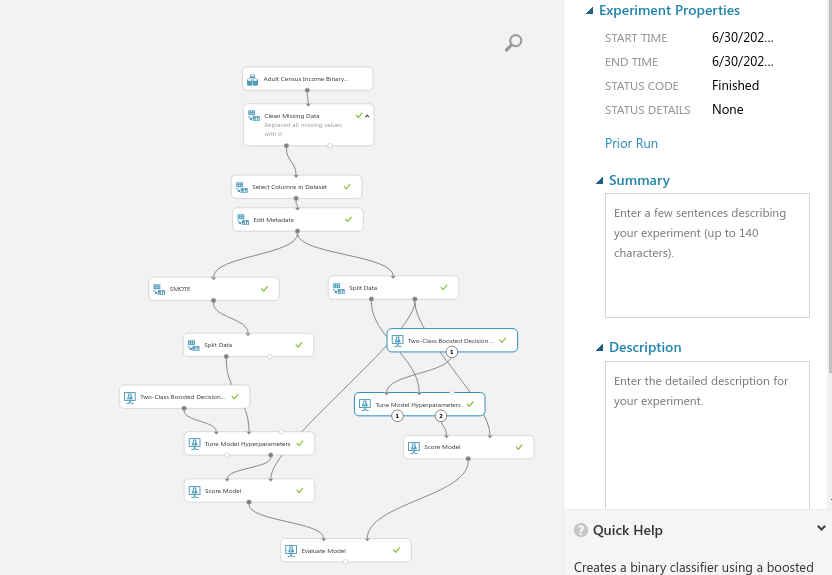 Adult Census Income Binary...
Clean Missing Data
Replaced all missing values
with 0
Select Columns in Dataset
Edit Metadata
SMOTE
Split Data
Split Data
Two-Class Boosted Decision...
1
Two-Class Boosted Decision...
Tune Model Hyperparameters
1
2
Tune Model Hyperparameters
Score Model
Score Model
Evaluate Model
Experiment Properties
START TIME 6/30/202...
END TIME 6/30/202...
STATUS CODE Finished
STATUS DETAILS None
Prior Run
Summary
Enter a few sentences describing
your experiment (up to 140
characters).
Description
Enter the detailed description for
your experiment.
? Quick Help
Creates a binary classifier using a boosted